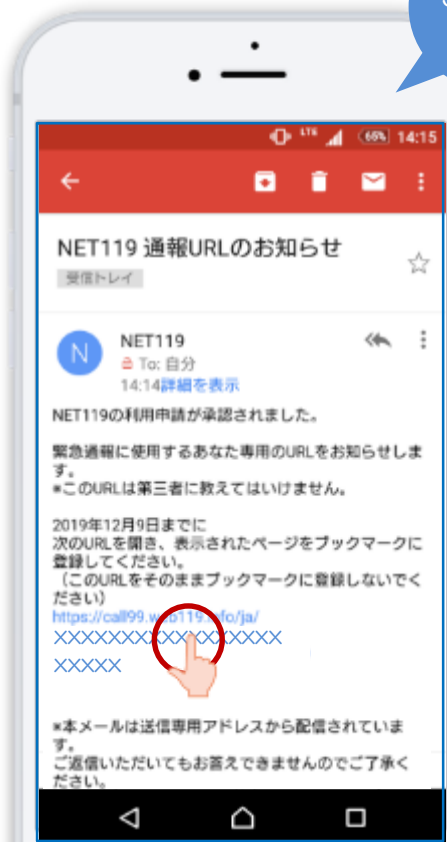 LTE 65% 14:15
NET119 通報URLのお知らせ
受信トレイ
N
NET119
To: 自分
14:14詳細を表示
NET119の利用申請が承認されました。
緊急通報に使用するあなた専用のURLをお知らせしま
す。
*このURLは第三者に教えてはいけません。
2019年12月9日までに
次のURLを開き、表示されたページをブックマークに
登録してください。
（このURLをそのままブックマークに登録しないでく
ださい）
https://call99.web119.info/ja/
XXXXXXXXXXXXXXXXX
XXXXX
*本メールは送信専用アドレスから配信されていま
す。
ご返信いただいてもお答えできませんのでご了承く
ださい。